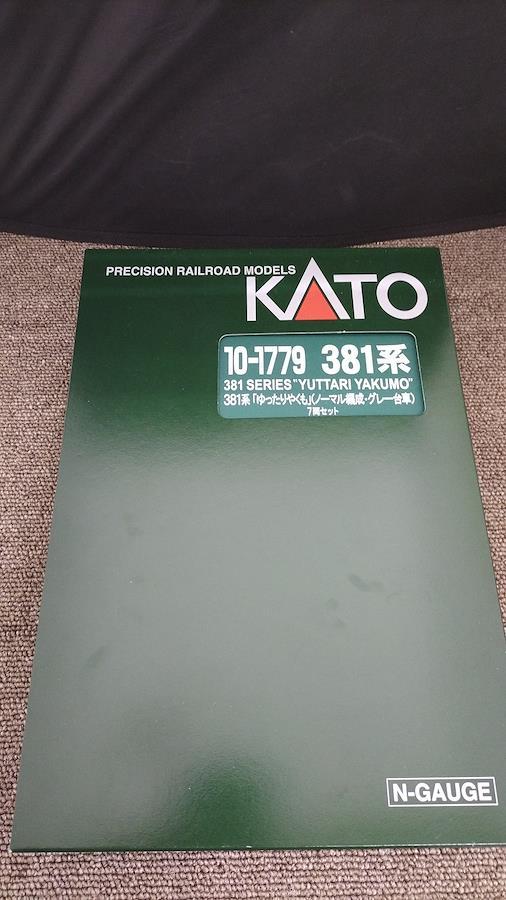 PRECISION RAILROAD MODELS
KATO
10-1779 381系
381 SERIES "YUTTARI YAKUMO"
381系「ゆったりやくも」(ノーマル編成・グレー台車)
7両セット
N-GAUGE